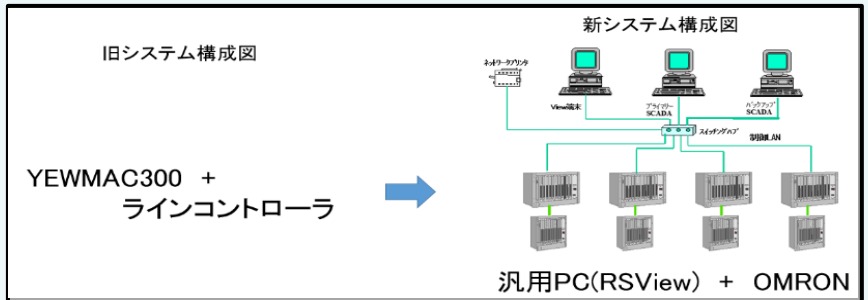 旧システム構成図
新システム構成図
ネットワークプリンタ
View端末
プライマリー
SCADA
バックアップ
SCADA
スイッチングハブ
制御LAN
YEWMAC300 +
ラインコントローラ
汎用PC(RSView) + OMRON